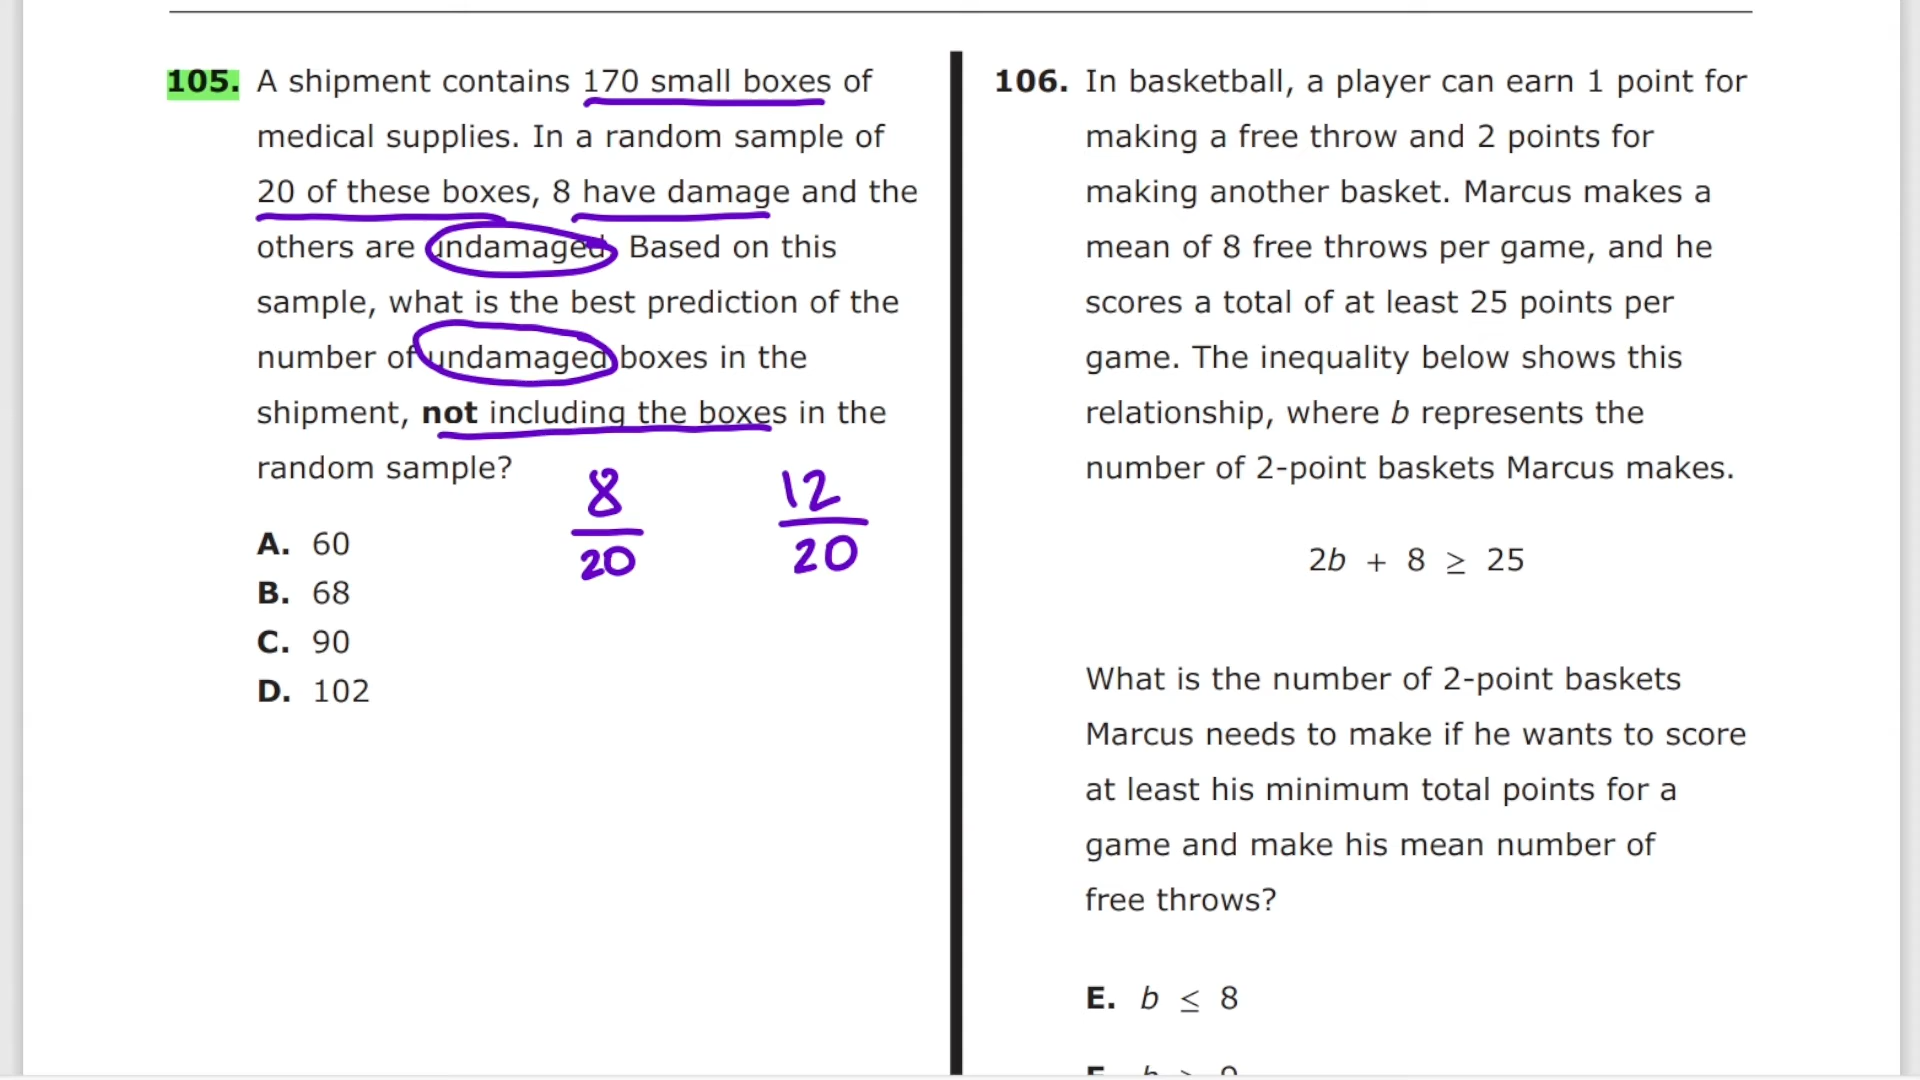 105. A shipment contains 170 small boxes of
medical supplies. In a random sample of
20 of these boxes, 8 have damage and the
others are undamaged. Based on this
sample, what is the best prediction of the
number of undamaged boxes in the
shipment, not including the boxes in the
random sample?
8
20
12
20
A. 60
B. 68
C. 90
D. 102
106. In basketball, a player can earn 1 point for
making a free throw and 2 points for
making another basket. Marcus makes a
mean of 8 free throws per game, and he
scores a total of at least 25 points per
game. The inequality below shows this
relationship, where b represents the
number of 2-point baskets Marcus makes.
2b + 8 ≥ 25
What is the number of 2-point baskets
Marcus needs to make if he wants to score
at least his minimum total points for a
game and make his mean number of
free throws?
E. b ≤ 8